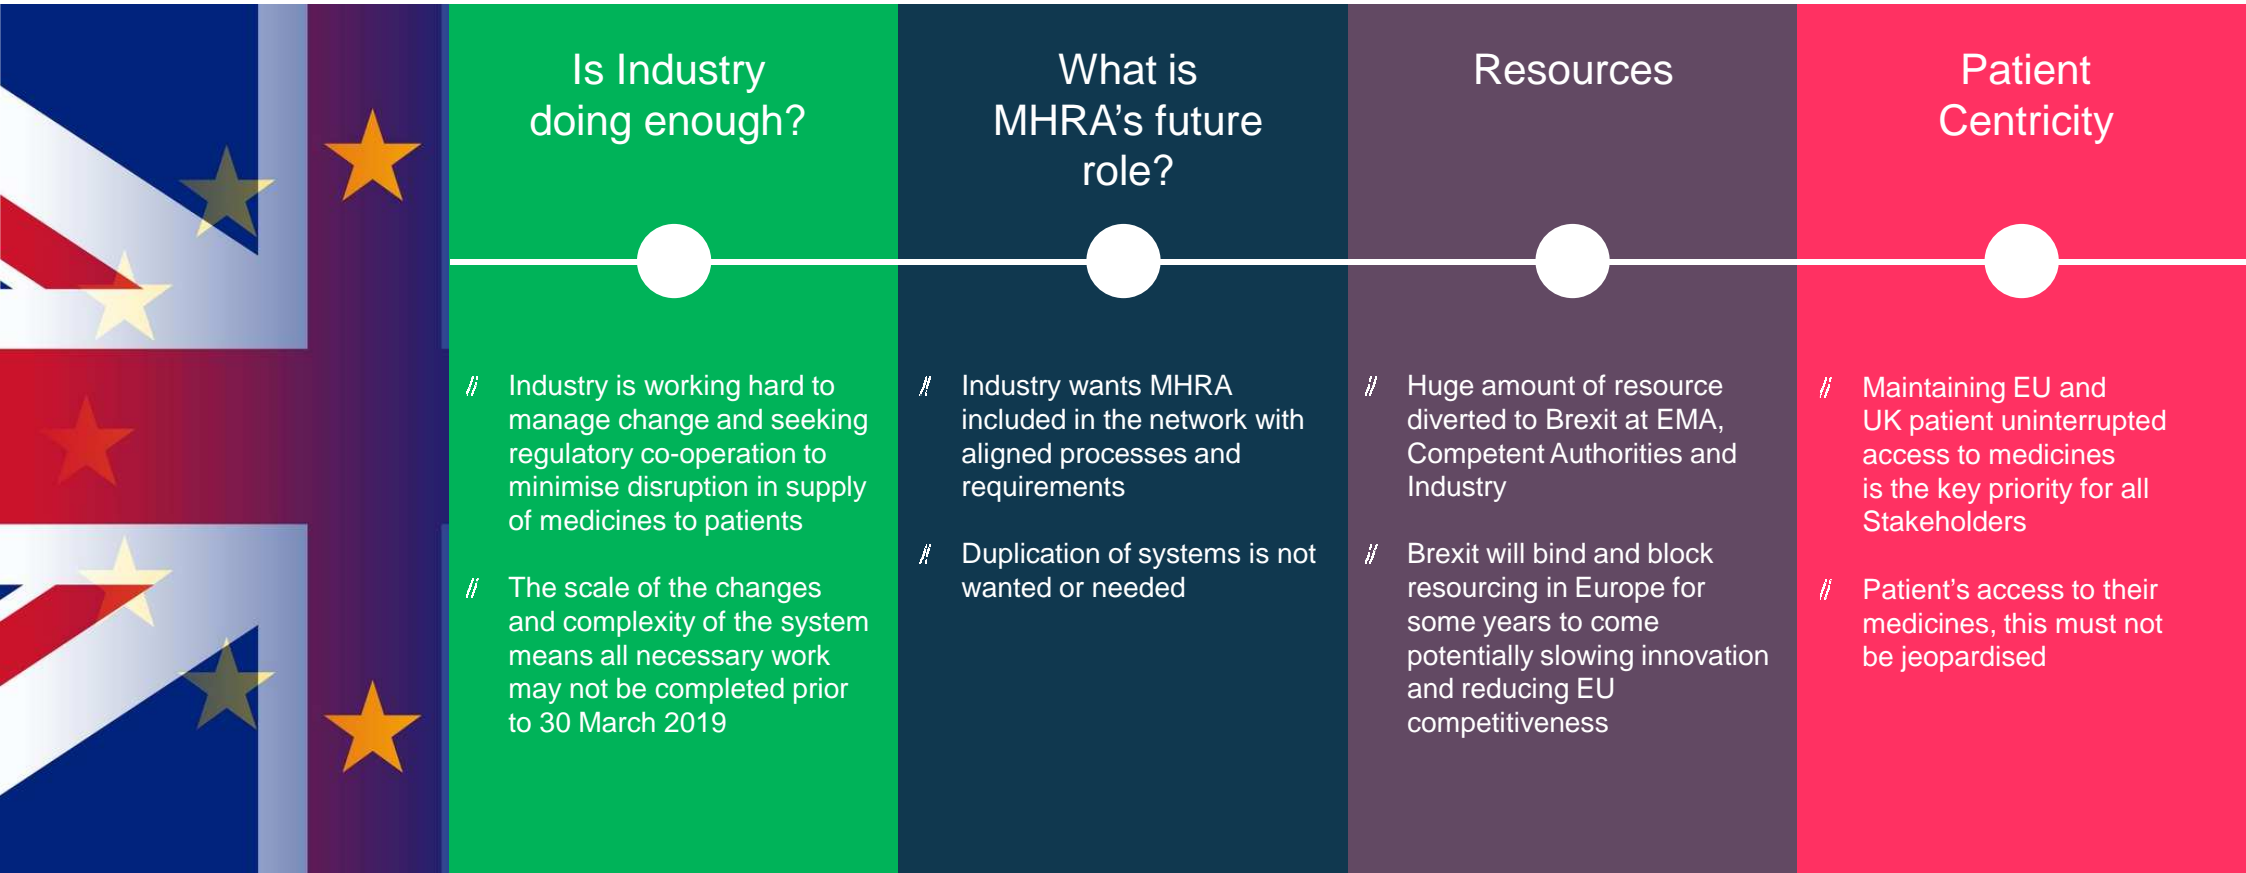 Is Industry
doing enough?
Industry is working hard to
manage change and seeking
regulatory co-operation to
minimise disruption in supply
of medicines to patients
The scale of the changes
and complexity of the system
means all necessary work
may not be completed prior
to 30 March 2019
What is
MHRA’s future
role?
Industry wants MHRA
included in the network with
aligned processes and
requirements
Duplication of systems is not
wanted or needed
Resources
Huge amount of resource
diverted to Brexit at EMA,
Competent Authorities and
Industry
Brexit will bind and block
resourcing in Europe for
some years to come
potentially slowing innovation
and reducing EU
competitiveness
Patient
Centricity
Maintaining EU and
UK patient uninterrupted
access to medicines
is the key priority for all
Stakeholders
Patient’s access to their
medicines, this must not
be jeopardised